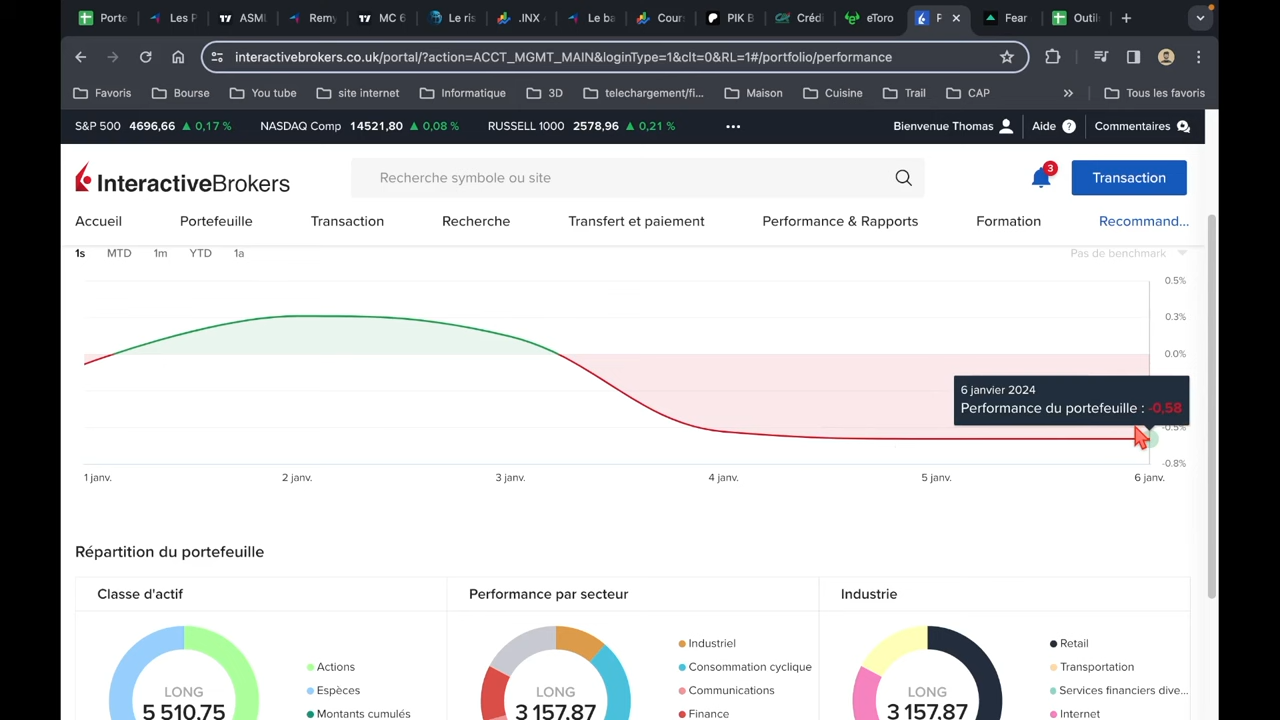 Porte
Les P
ASML
Remy
MC 6
Le ris
.INX
Le ba
Cour
PIK B
Crédi
eToro
P
Fear
Outil
interactivebrokers.co.uk/portal/?action=ACCT_MGMT_MAIN&loginType=1&clt=0&RL=1#/portfolio/performance
Favoris
Bourse
You tube
site internet
Informatique
3D
telechargement/fi...
Maison
Cuisine
Trail
CAP
Tous les favoris
S&P 500 4696,66 ▲ 0,17 % NASDAQ Comp 14521,80 ▲ 0,08 % RUSSELL 1000 2578,96 ▲ 0,21 % ••• Bienvenue Thomas Aide ? Commentaires
InteractiveBrokers
Recherche symbole ou site
3
Transaction
Accueil Portefeuille Transaction Recherche Transfert et paiement Performance & Rapports Formation Recommand...
1s MTD 1m YTD 1a
Pas de benchmark
0.5%
0.3%
0.0%
6 janvier 2024
Performance du portefeuille : -0,58
-0.5%
-0.8%
1 janv. 2 janv. 3 janv. 4 janv. 5 janv. 6 janv.
Répartition du portefeuille
Classe d'actif
LONG
5 510,75
Actions
Espèces
Montants cumulés
Performance par secteur
LONG
3 157,87
Industriel
Consommation cyclique
Communications
Finance
Industrie
LONG
3 157,87
Retail
Transportation
Services financiers dive...
Internet